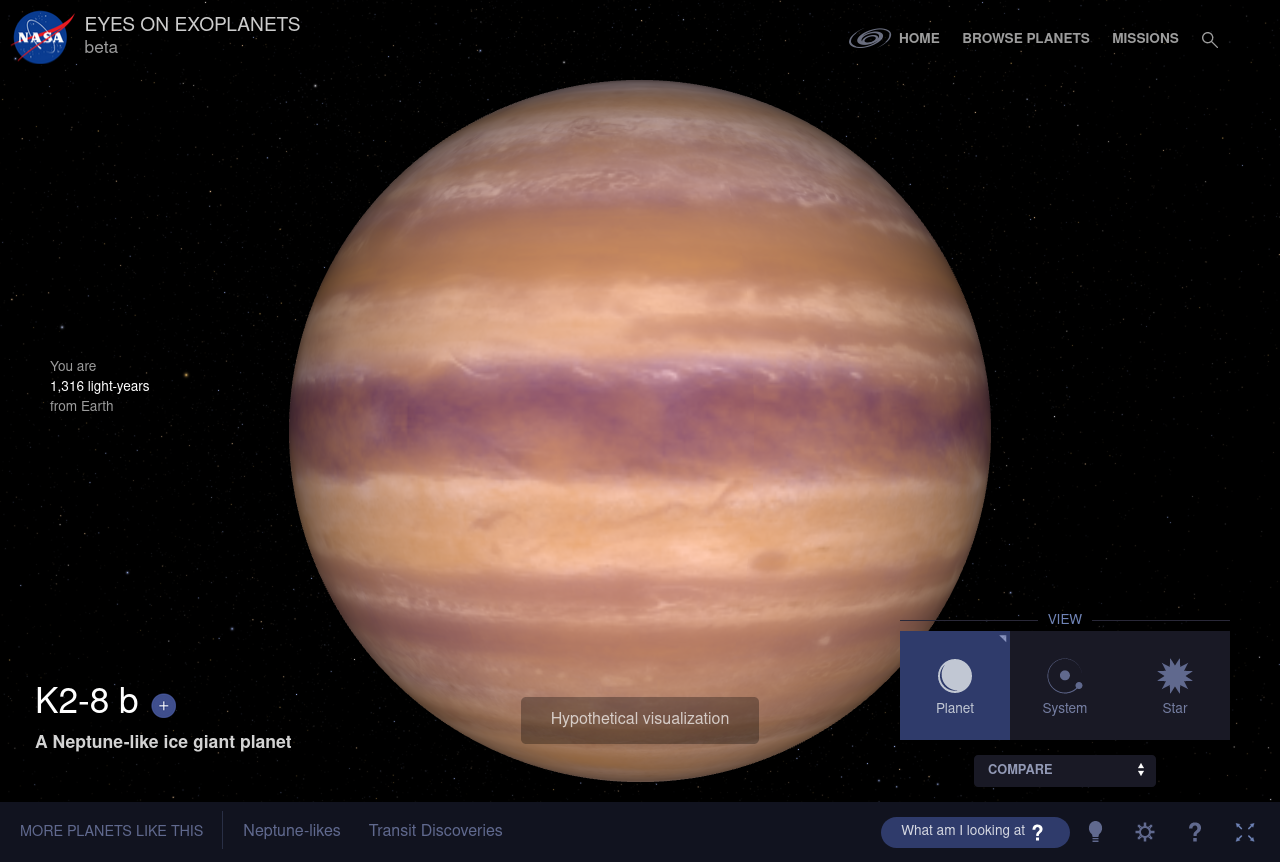 NASA
EYES ON EXOPLANETS
beta
HOME
BROWSE PLANETS
MISSIONS
You are
1,316 light-years
from Earth
K2-8 b +
A Neptune-like ice giant planet
Hypothetical visualization
VIEW
Planet
System
Star
COMPARE
MORE PLANETS LIKE THIS
Neptune-likes
Transit Discoveries
What am I looking at ?
?